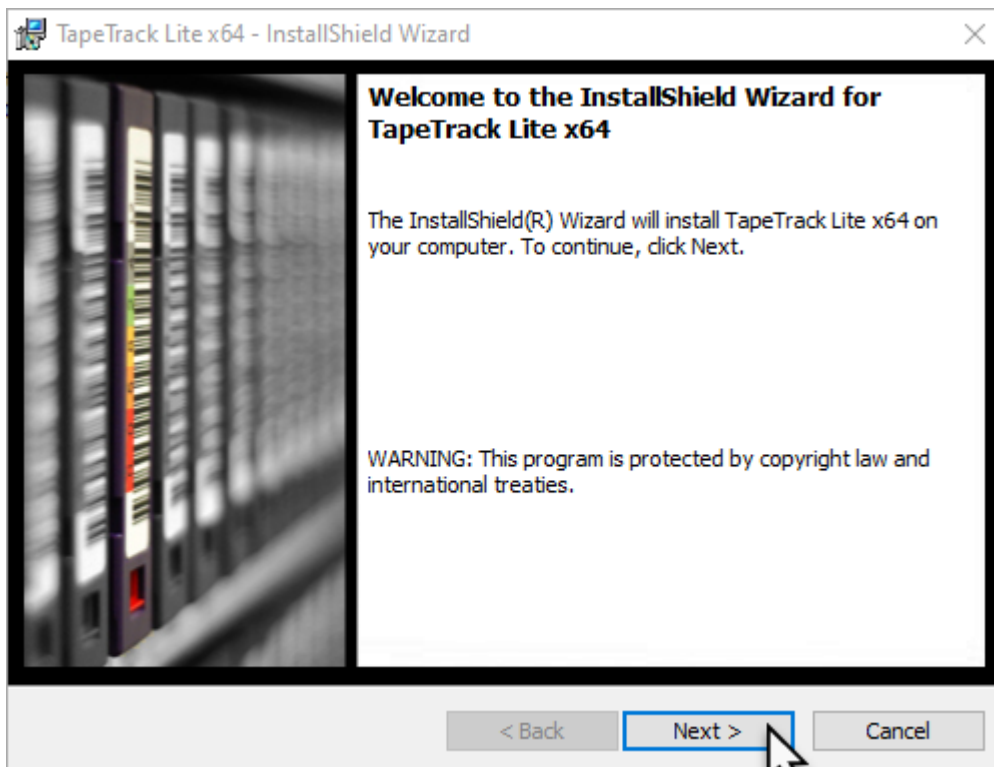 TapeTrack Lite x64 - InstallShield Wizard
Welcome to the InstallShield Wizard for
TapeTrack Lite x64
The InstallShield(R) Wizard will install TapeTrack Lite x64 on
your computer. To continue, click Next.
WARNING: This program is protected by copyright law and
international treaties.
< Back
Next >
Cancel